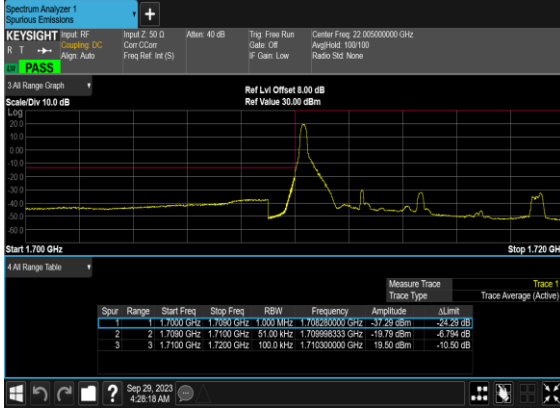 Spectrum Analyzer 1
Spurious Emissions
+
KEYSIGHT Input: RF Input Z: 50 Ω Atten: 40 dB Trig: Free Run Center Freq: 22.005000000 GHz
R T Coupling: DC Corr CCorr Gate: Off Avg|Hold: 100/100
Align: Auto Freq Ref: Int (S) IF Gain: Low Radio Std: None
PASS
3 All Range Graph
Ref Lvl Offset 8.00 dB
Scale/Div 10.0 dB Ref Value 30.00 dBm
Log
20.0
10.0
0.00
-10.0
-20.0
-30.0
-40.0
-50.0
-60.0
Start 1.700 GHz Stop 1.720 GH
4 All Range Table
Measure Trace Trace 1
Trace Type Trace Average (Active)
Spur Range Start Freq Stop Freq RBW Frequency Amplitude ΔLimit
1 1 1.7000 GHz 1.7090 GHz 1.000 MHz 1.708280000 GHz -37.29 dBm -24.29 dB
2 2 1.7090 GHz 1.7100 GHz 51.00 kHz 1.709998333 GHz -19.79 dBm -6.794 dB
3 3 1.7100 GHz 1.7200 GHz 100.0 kHz 1.710300000 GHz 19.50 dBm -10.50 dB
? Sep 29, 2023
4:28:18 AM